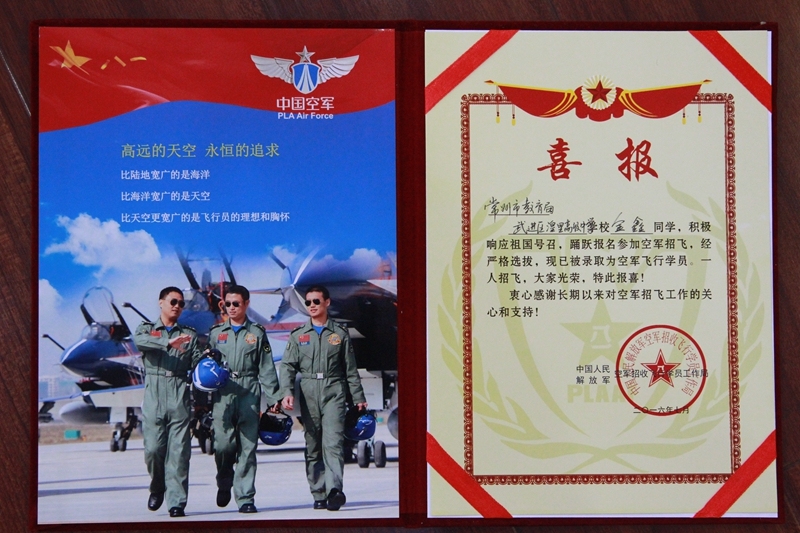 八一
中国空军
PLA Air Force
高远的天空 永恒的追求
比陆地宽广的是海洋
比海洋宽广的是天空
比天空更宽广的是飞行员的理想和胸怀
喜报
常州市教育局
武进区湟里高级中学校金鑫同学，积极
响应祖国号召，踊跃报名参加空军招飞，经
严格选拔，现已被录取为空军飞行学员。一
人招飞，大家光荣，特此报喜！
衷心感谢长期以来对空军招飞工作的关
心和支持！
中国人民
解放军
空军招收飞行学员工作局
二〇一六年七月